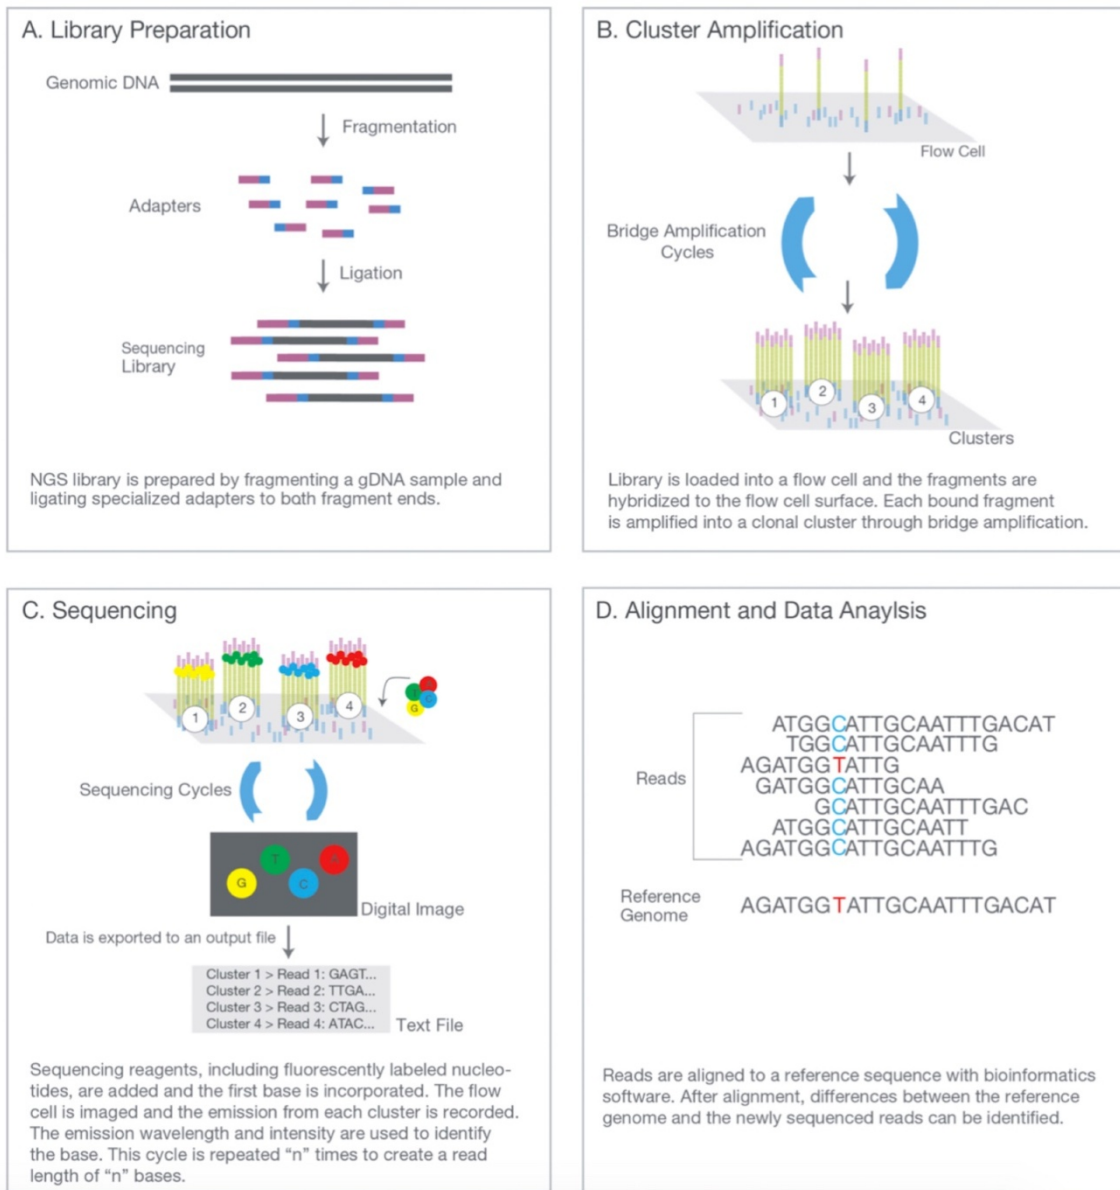 A. Library Preparation
Genomic DNA
Fragmentation
Adapters
Ligation
Sequencing
Library
NGS library is prepared by fragmenting a gDNA sample and
ligating specialized adapters to both fragment ends.
B. Cluster Amplification
Flow Cell
Bridge Amplification
Cycles
1
2
3
4
Clusters
Library is loaded into a flow cell and the fragments are
hybridized to the flow cell surface. Each bound fragment
is amplified into a clonal cluster through bridge amplification.
C. Sequencing
1
2
3
4
G
Sequencing Cycles
T
G
C
Digital Image
Data is exported to an output file
Cluster 1 > Read 1: GAGT...
Cluster 2 > Read 2: TTGA...
Cluster 3 > Read 3: CTAG...
Cluster 4 > Read 4: ATAC...
Text File
Sequencing reagents, including fluorescently labeled nucleo-
tides, are added and the first base is incorporated. The flow
cell is imaged and the emission from each cluster is recorded.
The emission wavelength and intensity are used to identify
the base. This cycle is repeated “n” times to create a read
length of “n” bases.
D. Alignment and Data Anaylsis
ATGGCATTGCAATTTGACAT
TGGCATTGCAATTTG
AGATGGTATTG
Reads
GATGGCATTGCAA
GCATTGCAATTTGAC
ATGGCATTGCAATT
AGATGGCATTGCAATTTG
Reference
Genome
AGATGGTATTGCAATTTGACAT
Reads are aligned to a reference sequence with bioinformatics
software. After alignment, differences between the reference
genome and the newly sequenced reads can be identified.